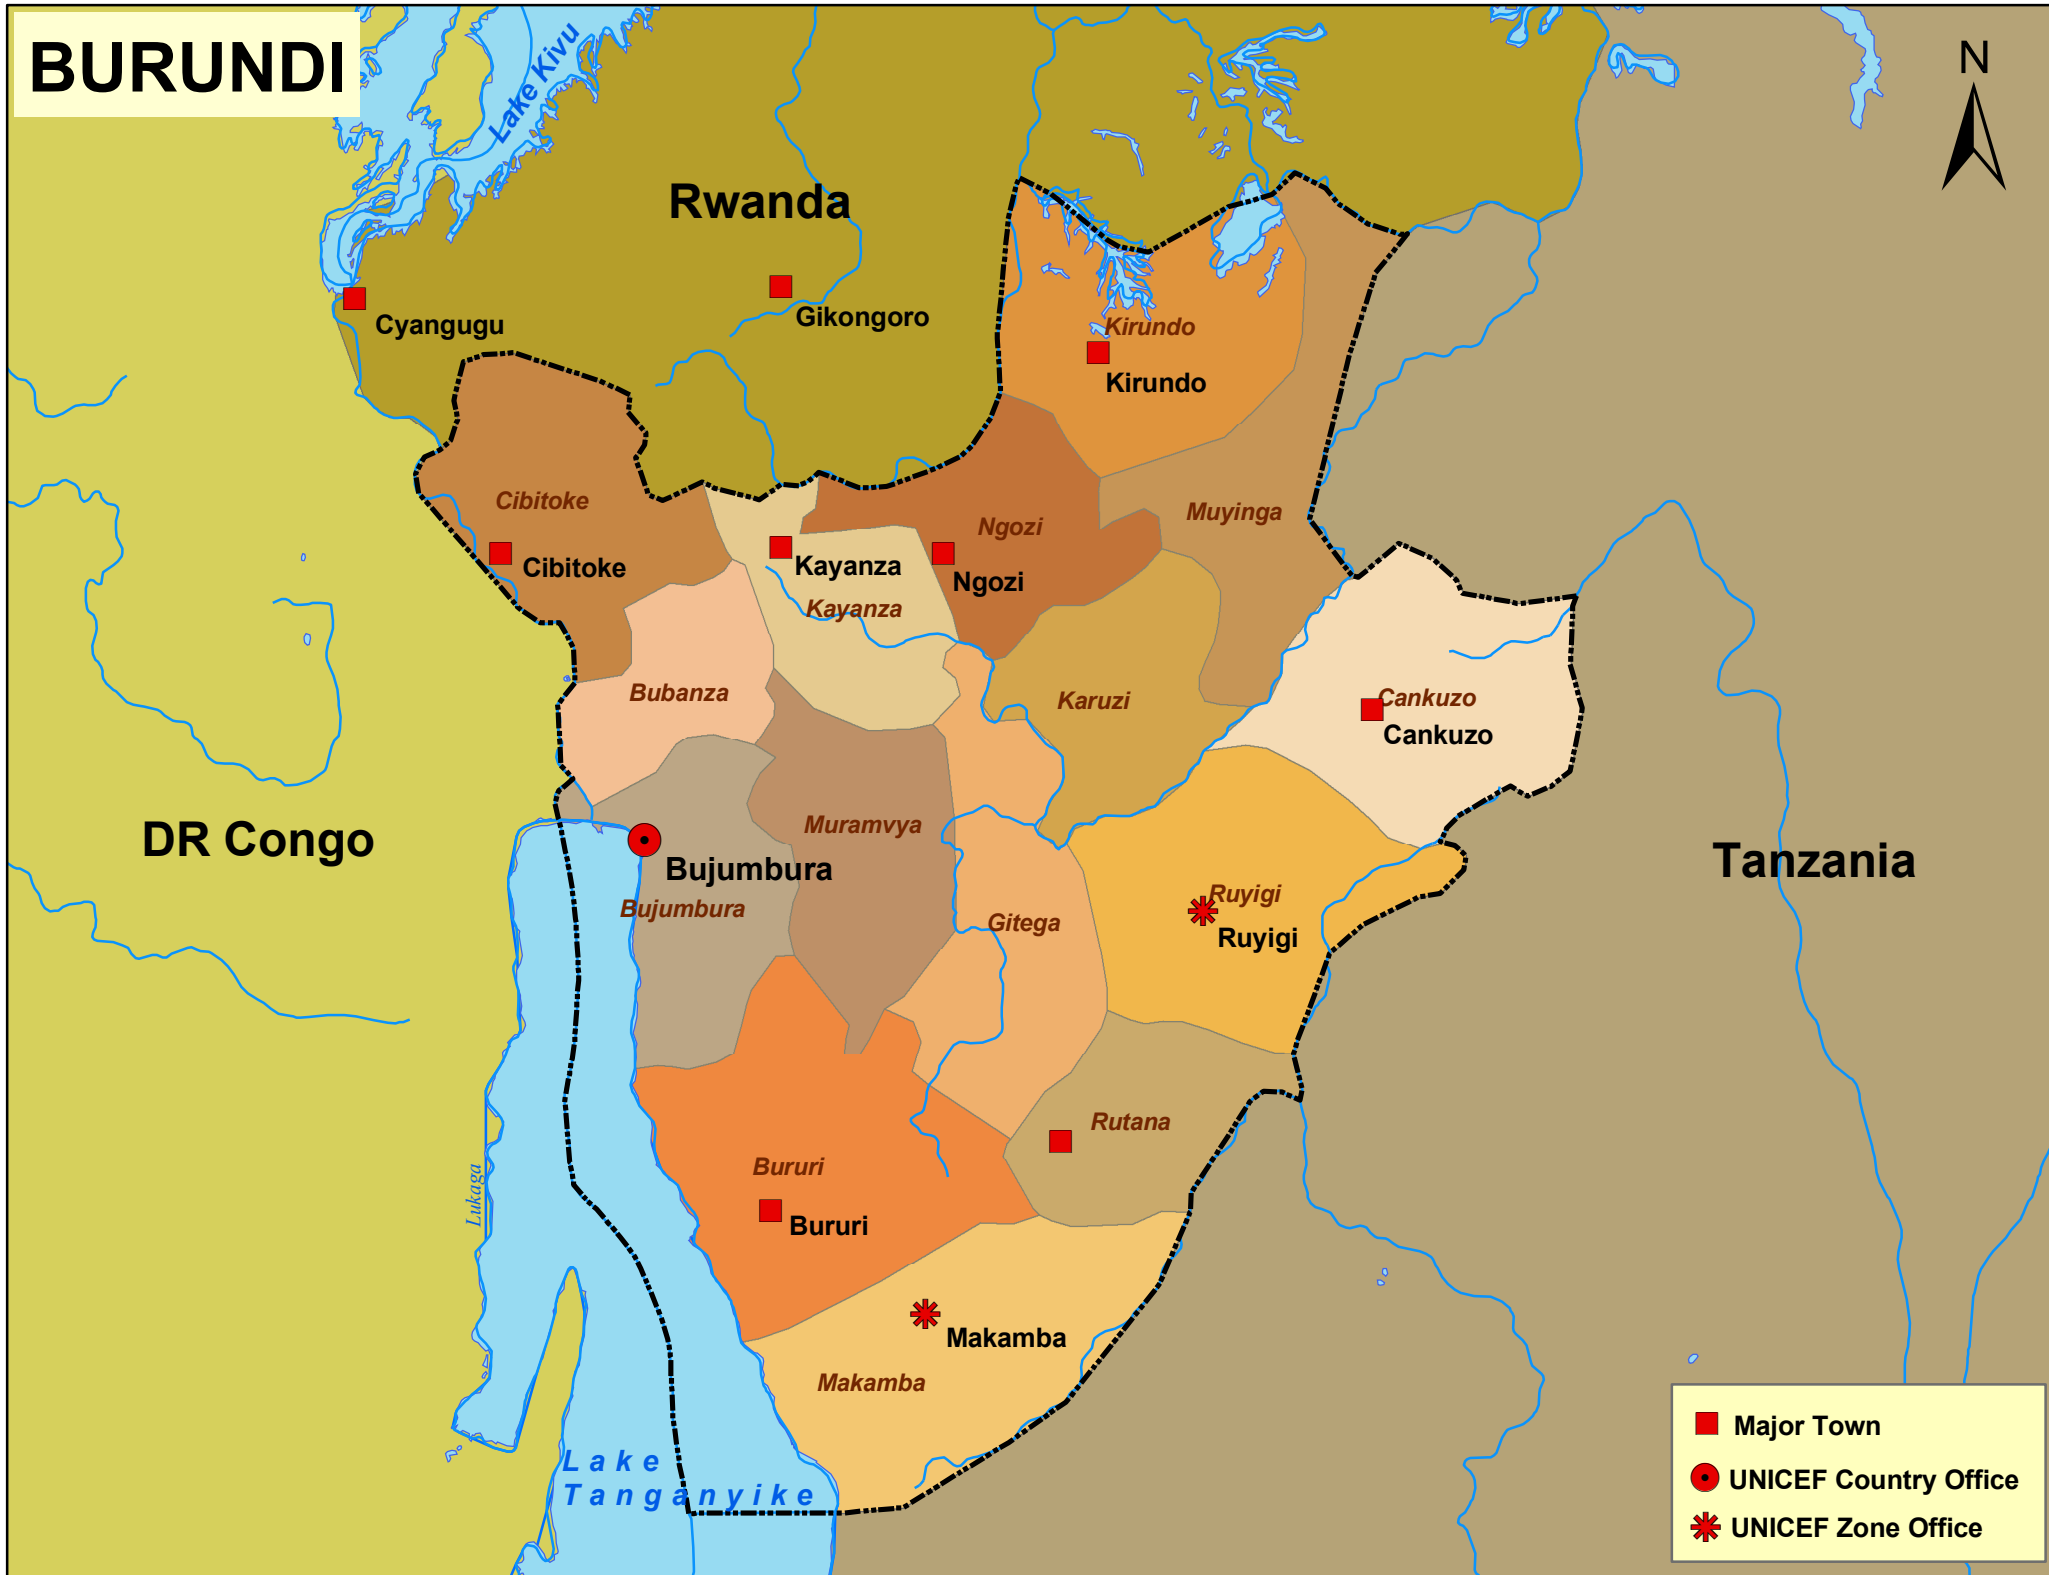 BURUNDI
Lake Kivu
N
Rwanda
Cyangugu
Gikongoro
Kirundo
Kirundo
Cibitoke
Cibitoke
Kayanza
Kayanza
Ngozi
Ngozi
Muyinga
Bubanza
Karuzi
Cankuzo
Cankuzo
DR Congo
Muramvya
Bujumbura
Bujumbura
Gitega
Ruyigi
Ruyigi
Tanzania
Rutana
Bururi
Bururi
Lukaga
Makamba
Makamba
Lake
Tanganyike
Major Town
UNICEF Country Office
UNICEF Zone Office